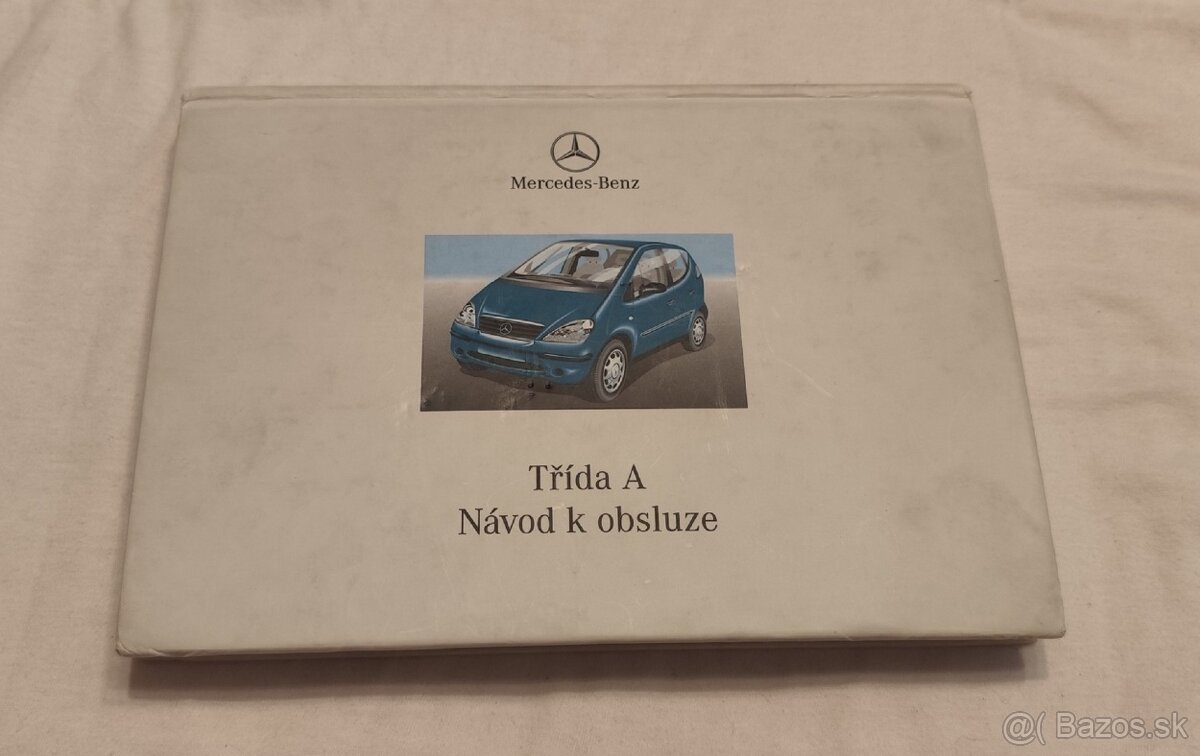 Mercedes-Benz
Třída A
Návod k obsluze
@( Bazos.sk